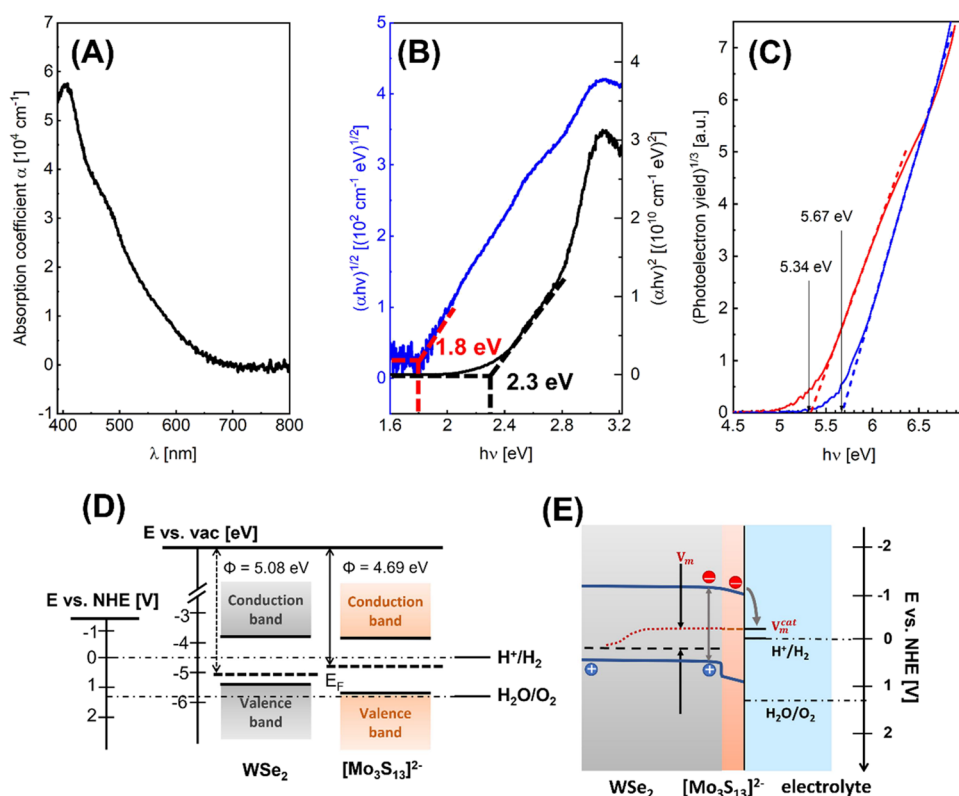 (A)
Absorption coefficient α [10⁴ cm⁻¹]
7
6
5
4
3
2
1
0
-1
400 500 600 700 800
λ [nm]
(B)
(αhν)^1/2 [(10² cm⁻¹ eV)^1/2]
5
4
3
2
1
0
1.8 eV
2.3 eV
1.6 2.0 2.4 2.8 3.2
hν [eV]
4
3
2
1
0
(αhν)² [(10¹⁰ cm⁻¹ eV)²]
(C)
(Photoelectron yield)^1/3 [a.u.]
7
6
5
4
3
2
1
0
5.67 eV
5.34 eV
4.5 5.0 5.5 6.0 6.5
hν [eV]
(D)
E vs. vac [eV]
Φ = 5.08 eV
Φ = 4.69 eV
E vs. NHE [V]
-1
0
1
2
-3
-4
-5
-6
Conduction
band
Conduction
band
H⁺/H₂
E_F
H₂O/O₂
Valence
band
Valence
band
WSe₂
[Mo₃S₁₃]²⁻
(E)
V_m
V_m^cat
H⁺/H₂
H₂O/O₂
-2
-1
0
1
2
E vs. NHE [V]
WSe₂ [Mo₃S₁₃]²⁻ electrolyte